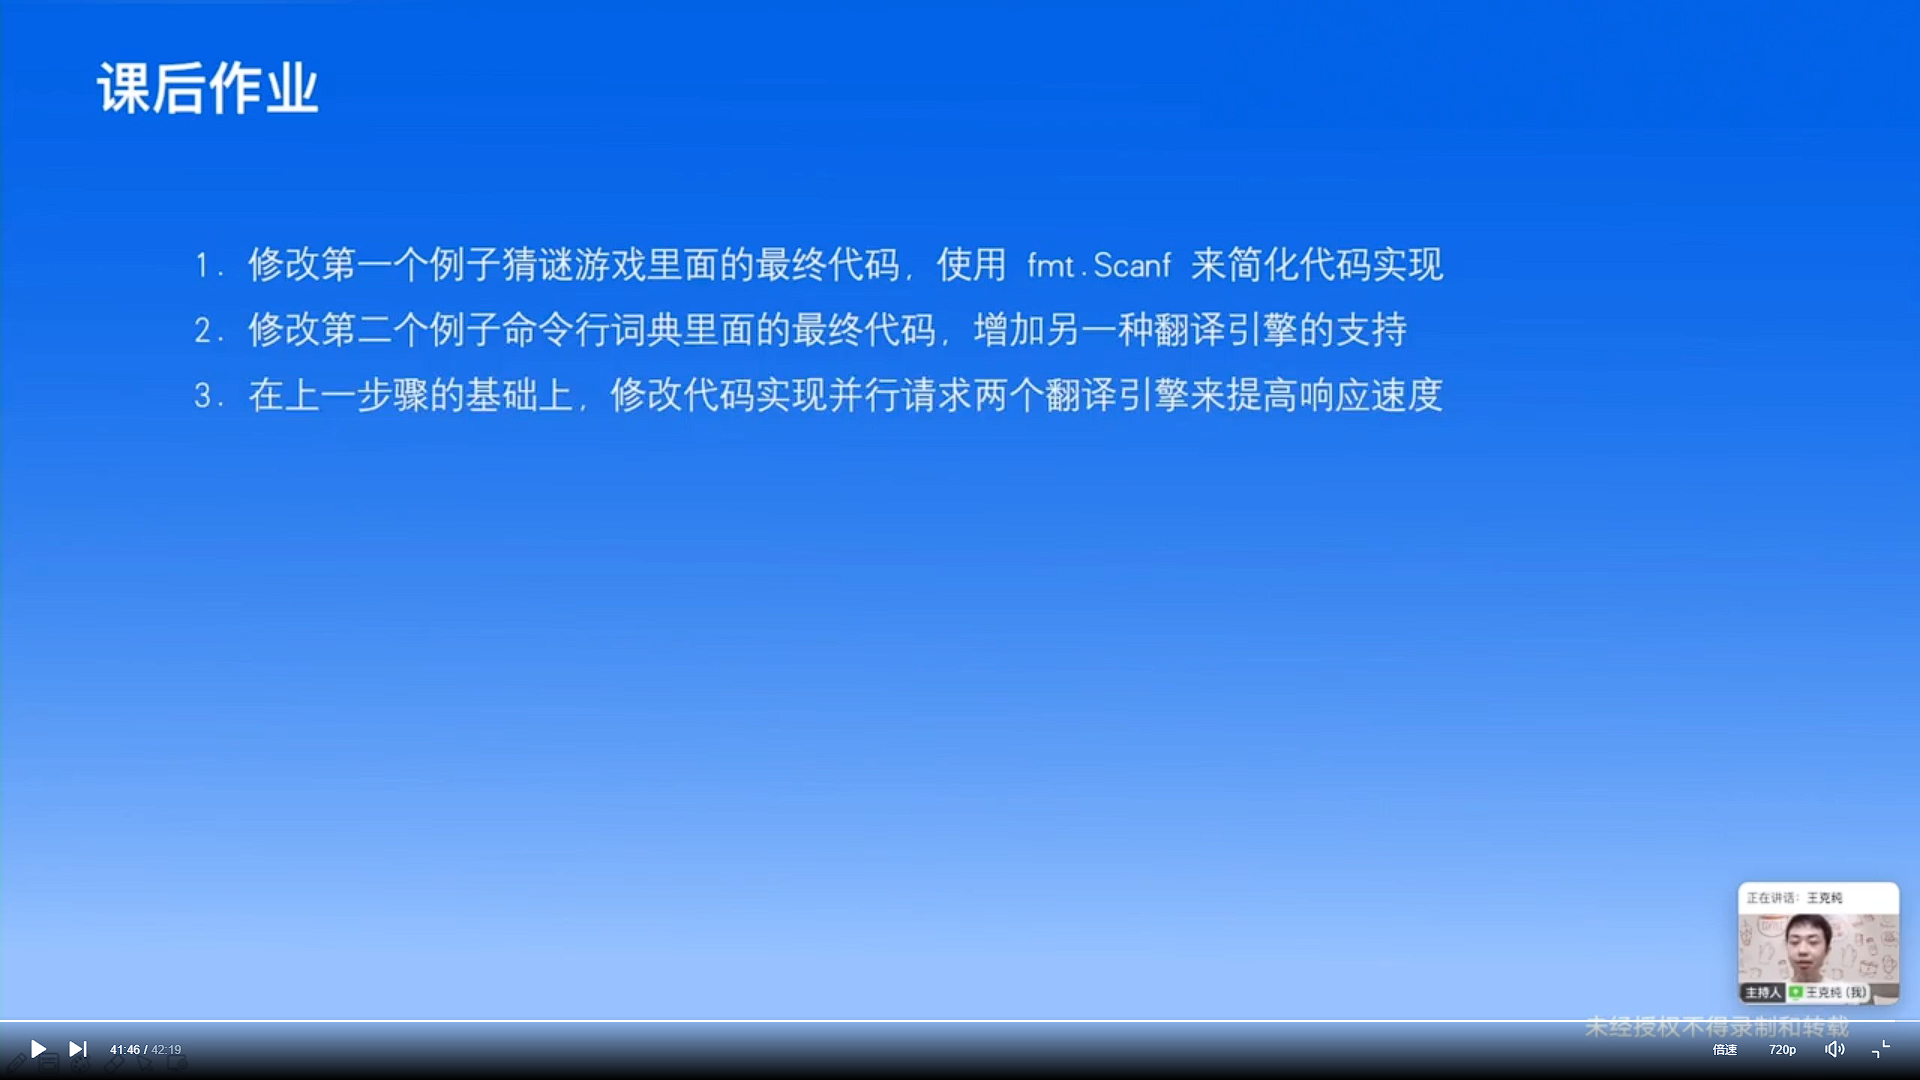 课后作业
1. 修改第一个例子猜谜游戏里面的最终代码，使用 fmt.Scanf 来简化代码实现
2. 修改第二个例子命令行词典里面的最终代码，增加另一种翻译引擎的支持
3. 在上一步骤的基础上，修改代码实现并行请求两个翻译引擎来提高响应速度
正在讲话: 王克纯
主持人 王克纯 (我)
未经授权不得录制和转载
41:46 / 42:19
倍速 720p